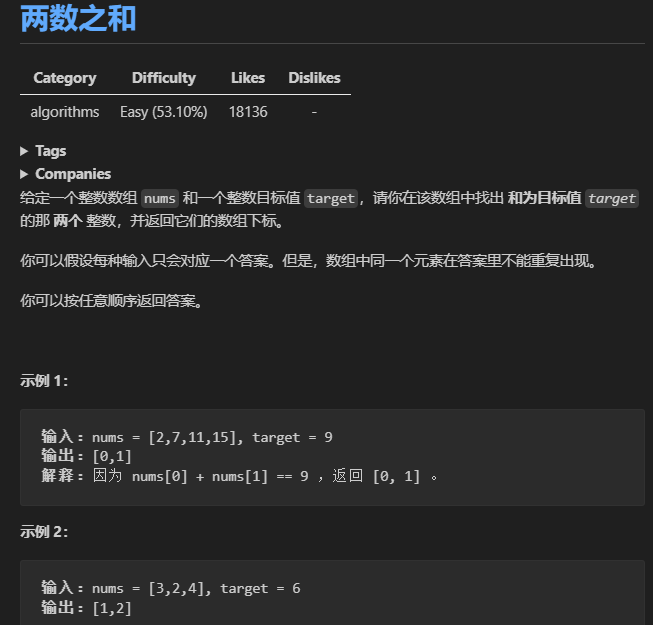 两数之和
Category Difficulty Likes Dislikes
algorithms Easy (53.10%) 18136 -
▶ Tags
▶ Companies
给定一个整数数组 nums 和一个整数目标值 target，请你在该数组中找出 和为目标值 target
的那 两个 整数，并返回它们的数组下标。
你可以假设每种输入只会对应一个答案。但是，数组中同一个元素在答案里不能重复出现。
你可以按任意顺序返回答案。
示例 1：
输入：nums = [2,7,11,15], target = 9
输出：[0,1]
解释：因为 nums[0] + nums[1] == 9 ，返回 [0, 1] 。
示例 2：
输入：nums = [3,2,4], target = 6
输出：[1,2]